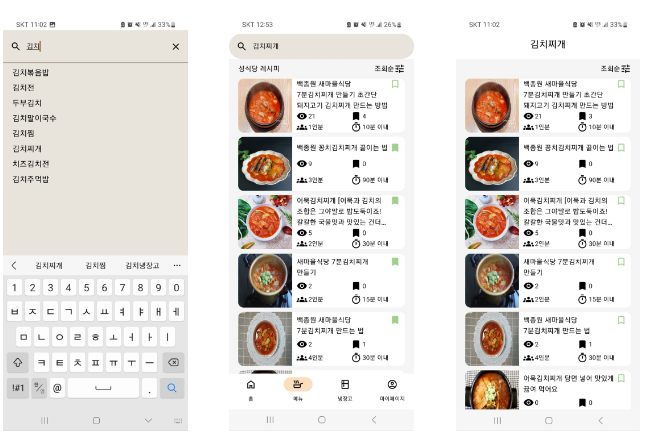 SKT 11:02
33%
김치
김치볶음밥
김치전
두부김치
김치말이국수
김치찜
김치찌개
치즈김치전
김치주먹밥
김치찌개
김치찜
김치냉장고
1 2 3 4 5 6 7 8 9 0
ㅂ ㅈ ㄷ ㄱ ㅅ ㅛ ㅕ ㅑ ㅐ ㅔ
ㅁ ㄴ ㅇ ㄹ ㅎ ㅗ ㅓ ㅏ ㅣ
ㅋ ㅌ ㅊ ㅍ ㅠ ㅜ ㅡ
!#1 @ .
SKT 12:53
26%
김치찌개
성식당 레시피
조회순
백종원 새마을식당
7분김치찌개 만들기 초간단
돼지고기 김치찌개 만드는 방법
21
4
1인분
10분 이내
백종원 꽁치김치찌개 끓이는 법
9
0
3인분
90분 이내
어묵김치찌개 [어묵과 김치의
조합은 그야말로 밥도둑이죠!
칼칼한 국물맛과 맛있는 건더...
5
0
2인분
30분 이내
새마을식당 7분김치찌개
만들기
2
0
2인분
15분 이내
백종원 새마을식당
7분김치찌개 만드는 법
2
1
4인분
30분 이내
홈
메뉴
냉장고
마이페이지
SKT 11:02
33%
김치찌개
조회순
백종원 새마을식당
7분김치찌개 만들기 초간단
돼지고기 김치찌개 만드는 방법
21
3
1인분
10분 이내
백종원 꽁치김치찌개 끓이는 법
9
0
3인분
90분 이내
어묵김치찌개 [어묵과 김치의
조합은 그야말로 밥도둑이죠!
칼칼한 국물맛과 맛있는 건더...
5
0
2인분
30분 이내
새마을식당 7분김치찌개
만들기
2
0
2인분
15분 이내
백종원 새마을식당
7분김치찌개 만드는 법
2
1
4인분
30분 이내
어묵김치찌개 당면 넣어 맛있게
끓여 먹어요
0
0